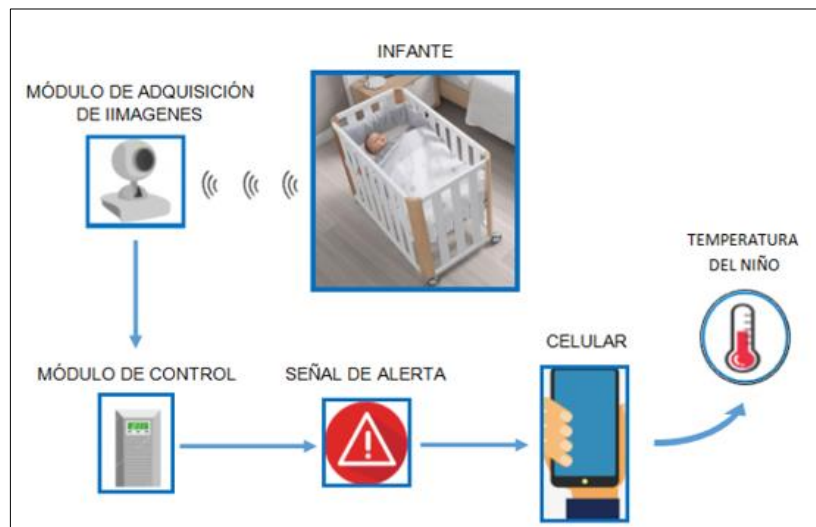 INFANTE
MÓDULO DE ADQUISICIÓN
DE IIMAGENES
TEMPERATURA
DEL NIÑO
CELULAR
MÓDULO DE CONTROL
SEÑAL DE ALERTA